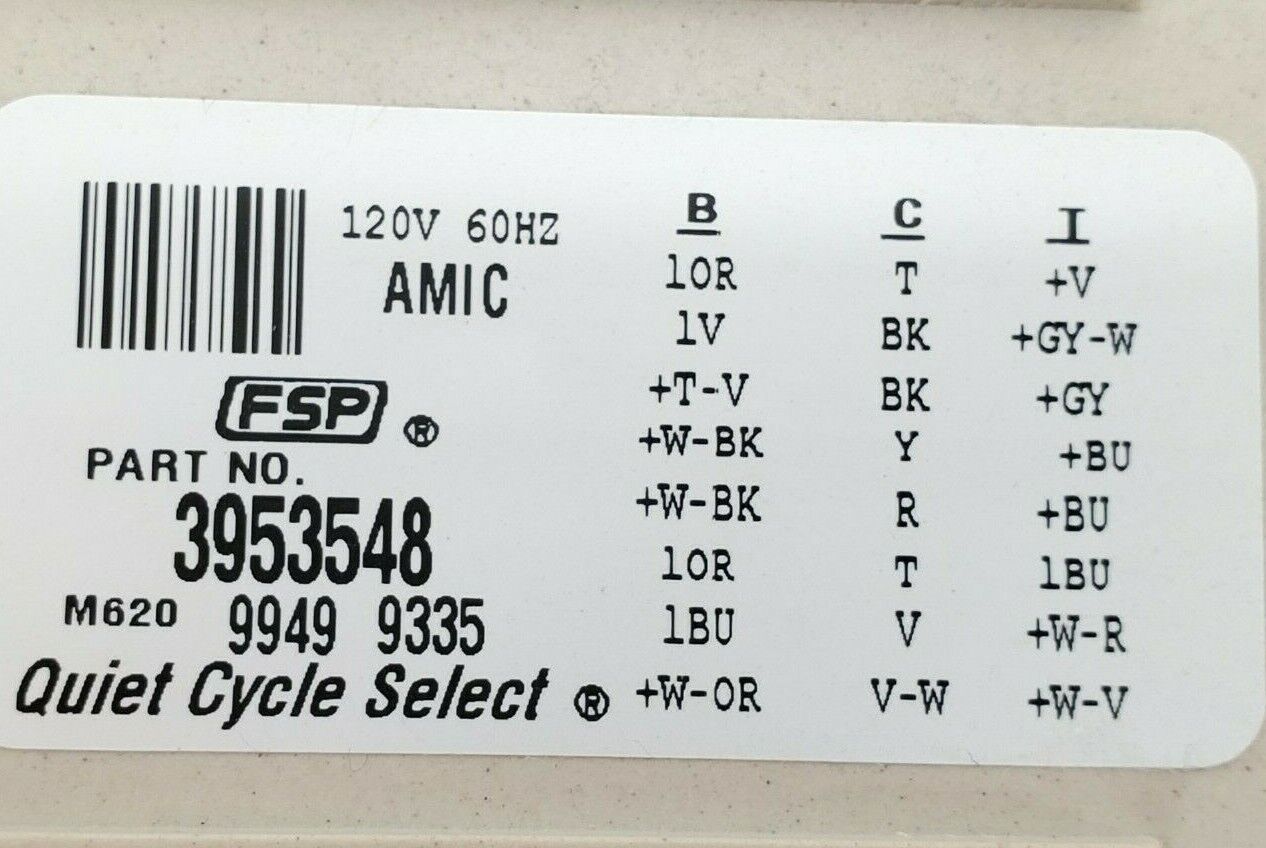 120V 60HZ
AMIC
FSP ®
PART NO.
3953548
M620 9949 9335
Quiet Cycle Select ®
B C I
1OR T +V
1V BK +GY-W
+T-V BK +GY
+W-BK Y +BU
+W-BK R +BU
1OR T 1BU
1BU V +W-R
+W-OR V-W +W-V